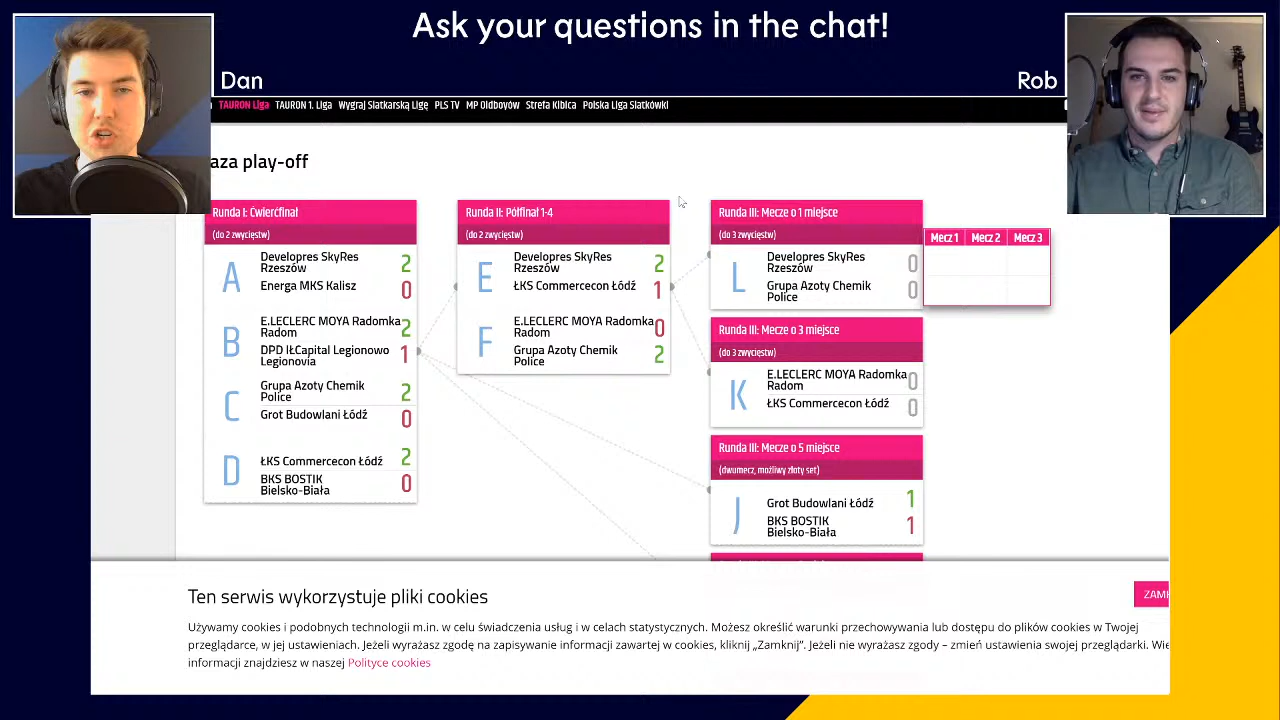 Ask your questions in the chat!
Dan
Rob
TAURON Liga TAURON 1. Liga Wygraj Siatkarską Ligę PLS TV MP Oldboyów Strefa Kibica Polska Liga Siatkówki
aza play-off
Runda I: Ćwierćfinał
(do 2 zwycięstw)
A
Developres SkyRes
Rzeszów
2
Energa MKS Kalisz
0
B
E.LECLERC MOYA Radomka
Radom
2
DPD IŁCapital Legionowo
Legionovia
1
C
Grupa Azoty Chemik
Police
2
Grot Budowlani Łódź
0
D
ŁKS Commercecon Łódź
2
BKS BOSTIK
Bielsko-Biała
0
Runda II: Półfinał 1-4
(do 2 zwycięstw)
E
Developres SkyRes
Rzeszów
2
ŁKS Commercecon Łódź
1
F
E.LECLERC MOYA Radomka
Radom
0
Grupa Azoty Chemik
Police
2
Runda III: Mecze o 1 miejsce
(do 3 zwycięstw)
L
Developres SkyRes
Rzeszów
0
Grupa Azoty Chemik
Police
0
Mecz 1 Mecz 2 Mecz 3
Runda III: Mecze o 3 miejsce
(do 3 zwycięstw)
K
E.LECLERC MOYA Radomka
Radom
0
ŁKS Commercecon Łódź
0
Runda III: Mecze o 5 miejsce
(dwumecz, możliwy złoty set)
J
Grot Budowlani Łódź
1
BKS BOSTIK
Bielsko-Biała
1
Ten serwis wykorzystuje pliki cookies
ZAM
Używamy cookies i podobnych technologii m.in. w celu świadczenia usług i w celach statystycznych. Możesz określić warunki przechowywania lub dostępu do plików cookies w Twojej
przeglądarce, w jej ustawieniach. Jeżeli wyrażasz zgodę na zapisywanie informacji zawartej w cookies, kliknij „Zamknij”. Jeżeli nie wyrażasz zgody – zmień ustawienia swojej przeglądarki. Wię
informacji znajdziesz w naszej Polityce cookies